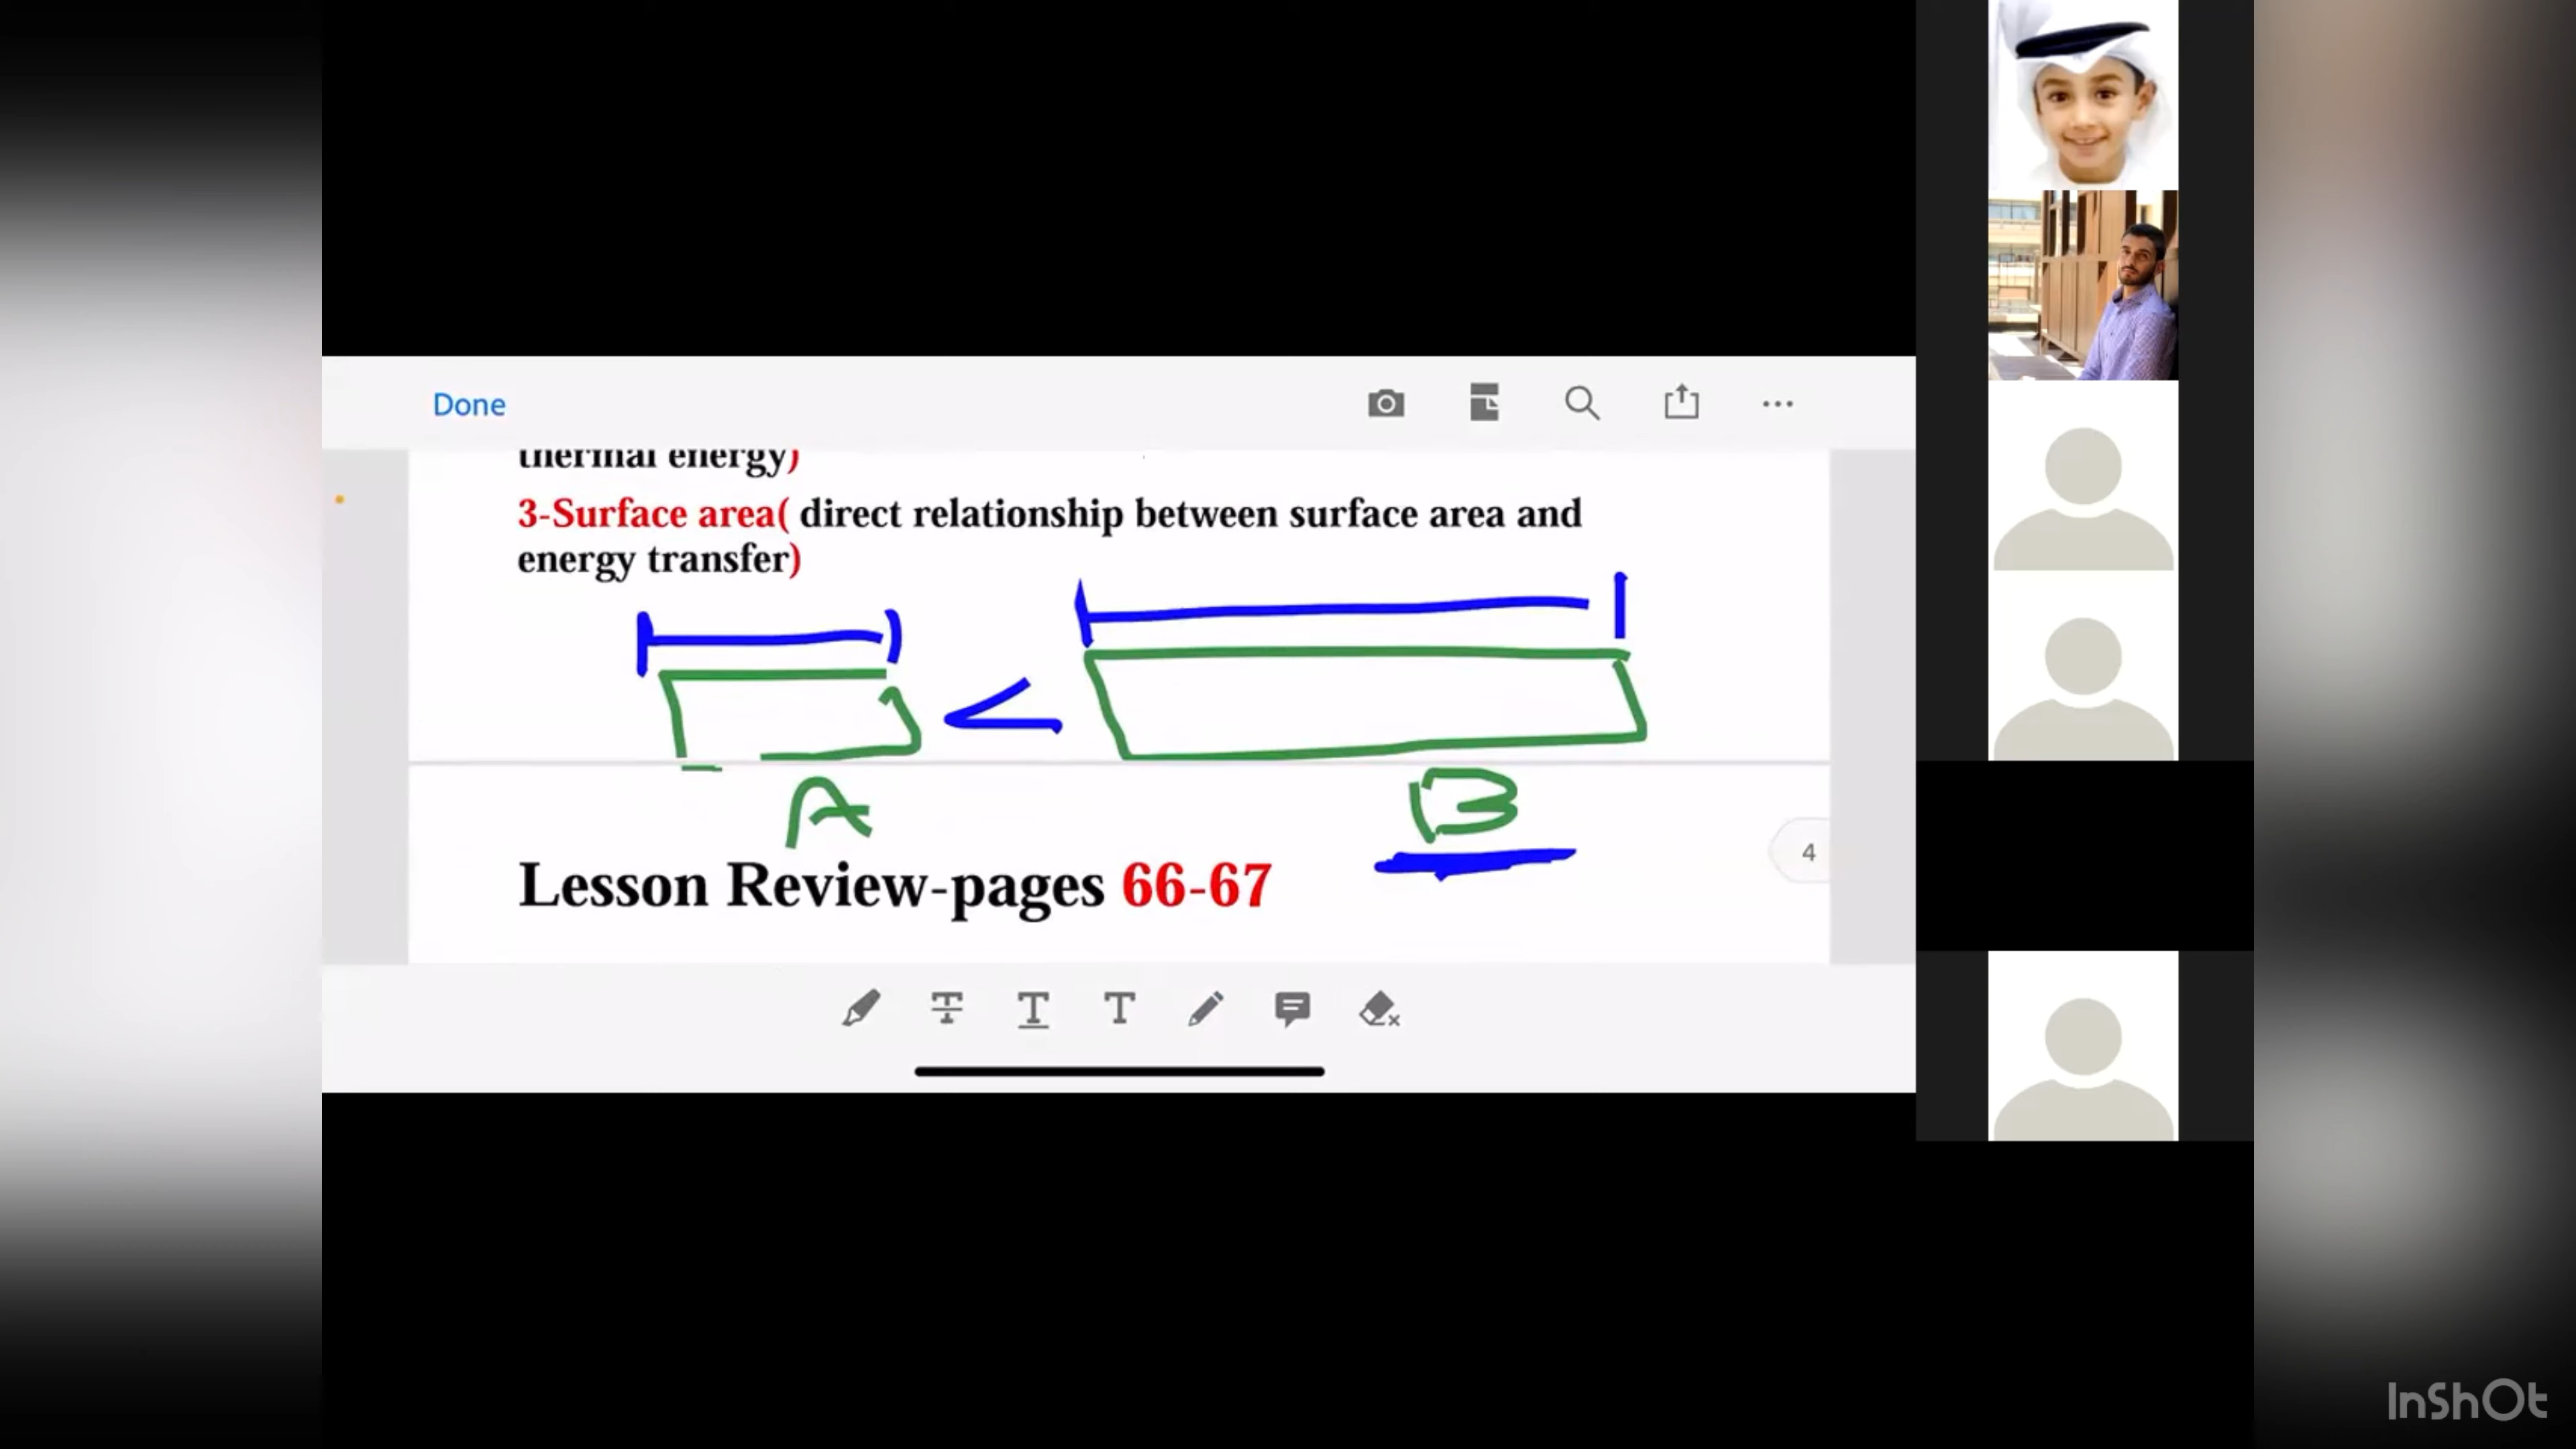 Done
thermal energy)
3-Surface area( direct relationship between surface area and
energy transfer)
<
A
B
4
Lesson Review-pages 66-67
InShOt